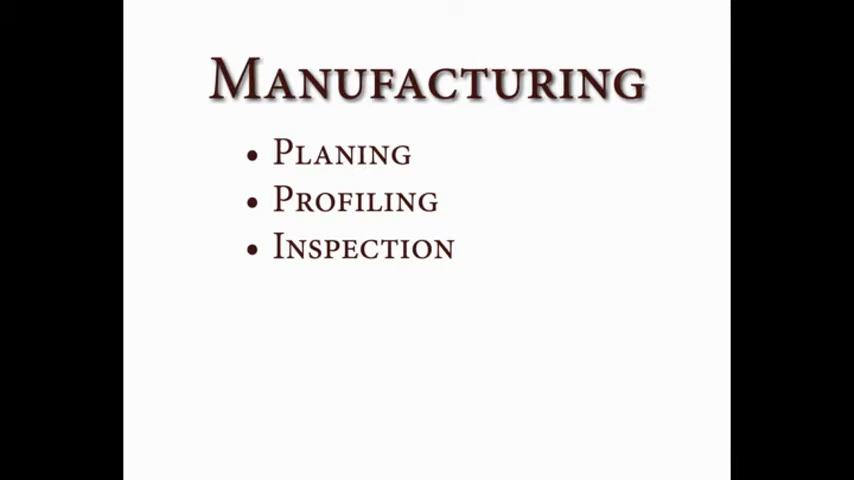 Manufacturing
• Planing
• Profiling
• Inspection